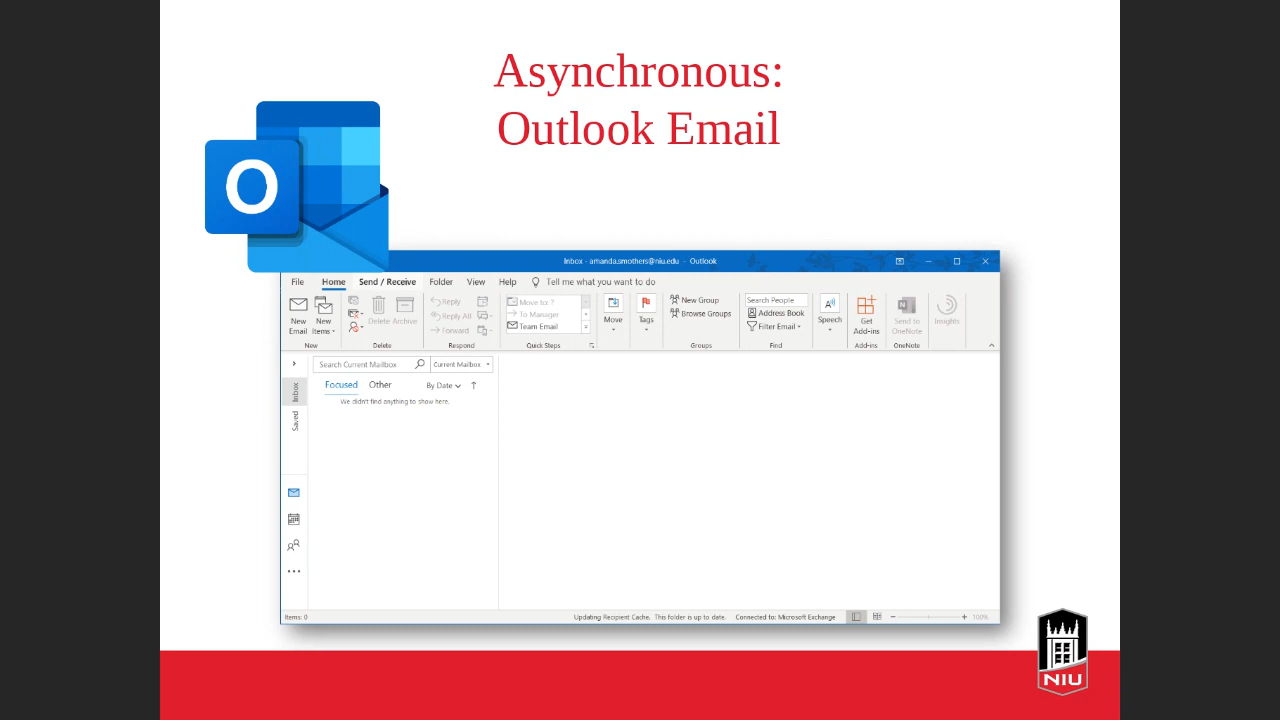 Asynchronous:
Outlook Email
O
Inbox - amanda.smothers@niu.edu - Outlook
File Home Send / Receive Folder View Help Tell me what you want to do
New Email
New Items
Delete Archive
Reply
Reply All
Forward
Move to: ?
To Manager
Team Email
Move
Tags
New Group
Browse Groups
Search People
Address Book
Filter Email
Speech
Get Add-ins
Send to OneNote
Insights
New Delete Respond Quick Steps Groups Find Add-ins OneNote
Search Current Mailbox Current Mailbox
Focused Other By Date
We didn't find anything to show here.
Inbox
Saved
Items: 0 Updating Recipient Cache. This folder is up to date. Connected to: Microsoft Exchange 100%
NIU